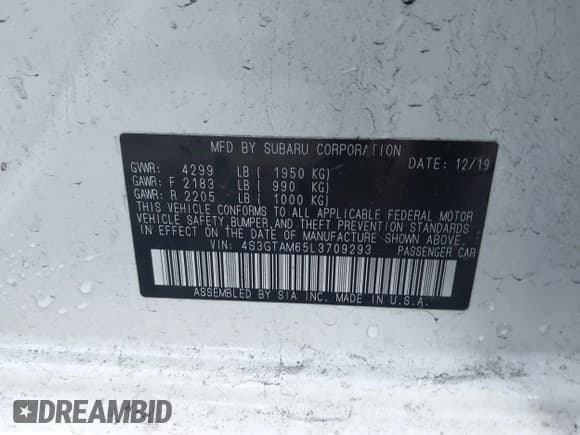 MFD BY SUBARU CORPORATION
DATE: 12/19
GVWR: 4299 LB ( 1950 KG)
GAWR: F 2183 LB ( 990 KG)
GAWR: R 2205 LB ( 1000 KG)
THIS VEHICLE CONFORMS TO ALL APPLICABLE FEDERAL MOTOR
VEHICLE SAFETY, BUMPER, AND THEFT PREVENTION STANDARDS
IN EFFECT ON THE DATE OF MANUFACTURE SHOWN ABOVE.
VIN: 4S3GTAM65L3709293 PASSENGER CAR
ASSEMBLED BY SIA INC. MADE IN U.S.A.
DREAMBID